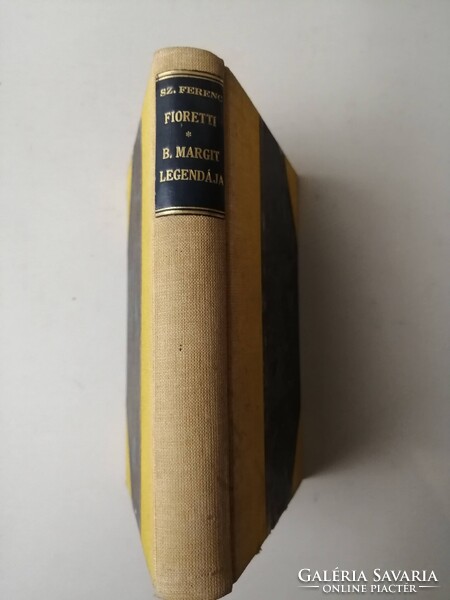 SZ. FERENC
FIORETTI
*
B. MARGIT
LEGENDÁJA
GALÉRIA SAVARIA
ONLINE PIACTÉR